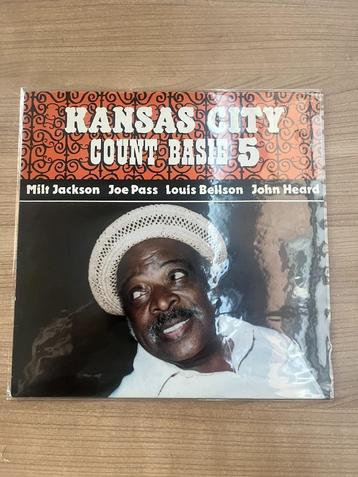 KANSAS CITY
COUNT BASIE 5
Milt Jackson Joe Pass Louis Bellson John Heard